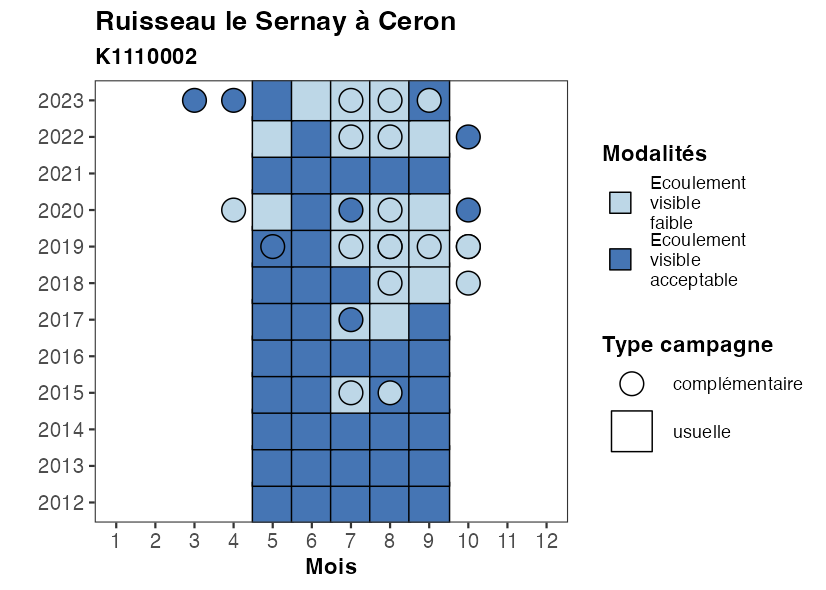 Ruisseau le Sernay à Ceron
K1110002
2023
2022
2021
2020
2019
2018
2017
2016
2015
2014
2013
2012
1 2 3 4 5 6 7 8 9 10 11 12
Mois
Modalités
Ecoulement
visible
faible
Ecoulement
visible
acceptable
Type campagne
complémentaire
usuelle